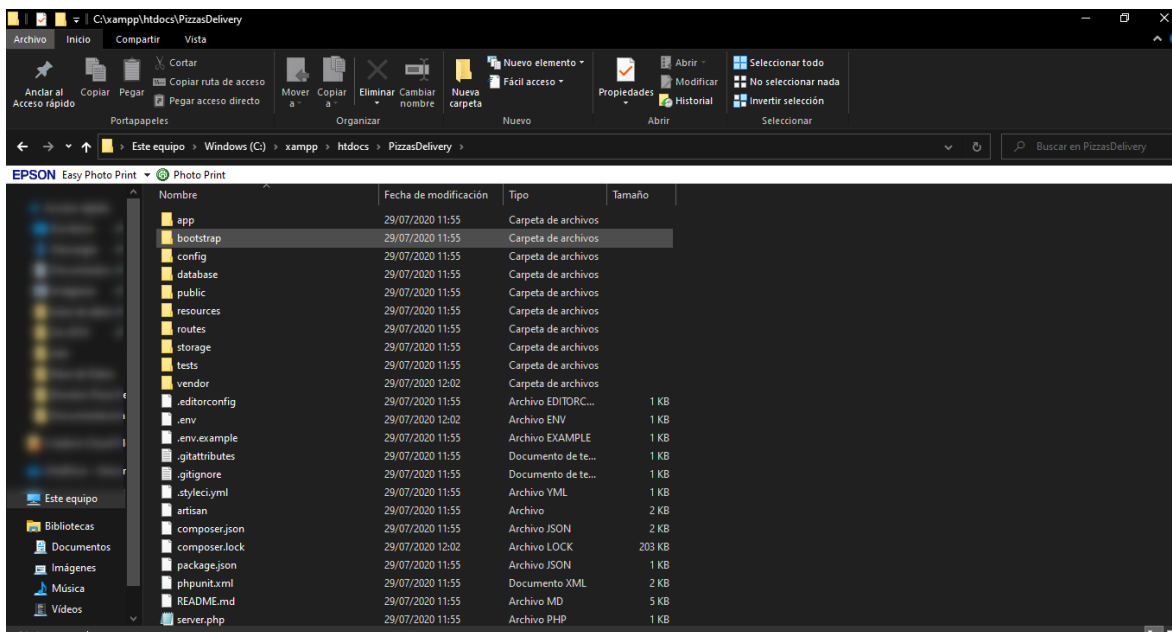 C:\xampp\htdocs\PizzasDelivery
Archivo Inicio Compartir Vista
Anclar al Acceso rápido
Copiar
Pegar
Cortar
Copiar ruta de acceso
Pegar acceso directo
Portapapeles
Mover a
Copiar a
Eliminar
Cambiar nombre
Organizar
Nueva carpeta
Nuevo elemento
Fácil acceso
Nuevo
Propiedades
Abrir
Modificar
Historial
Abrir
Seleccionar todo
No seleccionar nada
Invertir selección
Seleccionar
Este equipo > Windows (C:) > xampp > htdocs > PizzasDelivery >
Buscar en PizzasDelivery
EPSON Easy Photo Print Photo Print
Nombre Fecha de modificación Tipo Tamaño
app 29/07/2020 11:55 Carpeta de archivos
bootstrap 29/07/2020 11:55 Carpeta de archivos
config 29/07/2020 11:55 Carpeta de archivos
database 29/07/2020 11:55 Carpeta de archivos
public 29/07/2020 11:55 Carpeta de archivos
resources 29/07/2020 11:55 Carpeta de archivos
routes 29/07/2020 11:55 Carpeta de archivos
storage 29/07/2020 11:55 Carpeta de archivos
tests 29/07/2020 11:55 Carpeta de archivos
vendor 29/07/2020 12:02 Carpeta de archivos
.editorconfig 29/07/2020 11:55 Archivo EDITORC... 1 KB
.env 29/07/2020 12:02 Archivo ENV 1 KB
.env.example 29/07/2020 11:55 Archivo EXAMPLE 1 KB
.gitattributes 29/07/2020 11:55 Documento de te... 1 KB
.gitignore 29/07/2020 11:55 Documento de te... 1 KB
.styleci.yml 29/07/2020 11:55 Archivo YML 1 KB
artisan 29/07/2020 11:55 Archivo 2 KB
composer.json 29/07/2020 11:55 Archivo JSON 2 KB
composer.lock 29/07/2020 12:02 Archivo LOCK 203 KB
package.json 29/07/2020 11:55 Archivo JSON 1 KB
phpunit.xml 29/07/2020 11:55 Documento XML 2 KB
README.md 29/07/2020 11:55 Archivo MD 5 KB
server.php 29/07/2020 11:55 Archivo PHP 1 KB
Este equipo
Bibliotecas
Documentos
Imágenes
Música
Vídeos